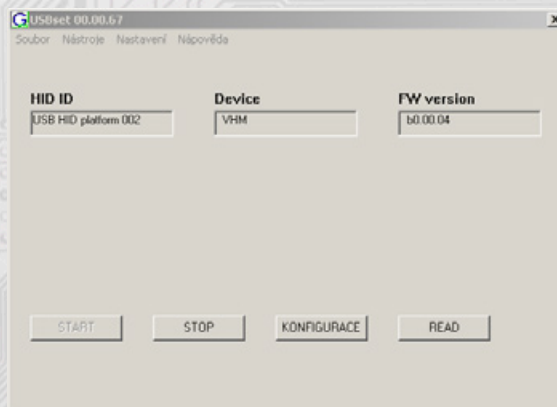 USBset 00.00.67
Soubor Nástroje Nastavení Nápověda
HID ID Device FW version
USB HID platform 002 VHM b0.00.04
START STOP KONFIGURACE READ